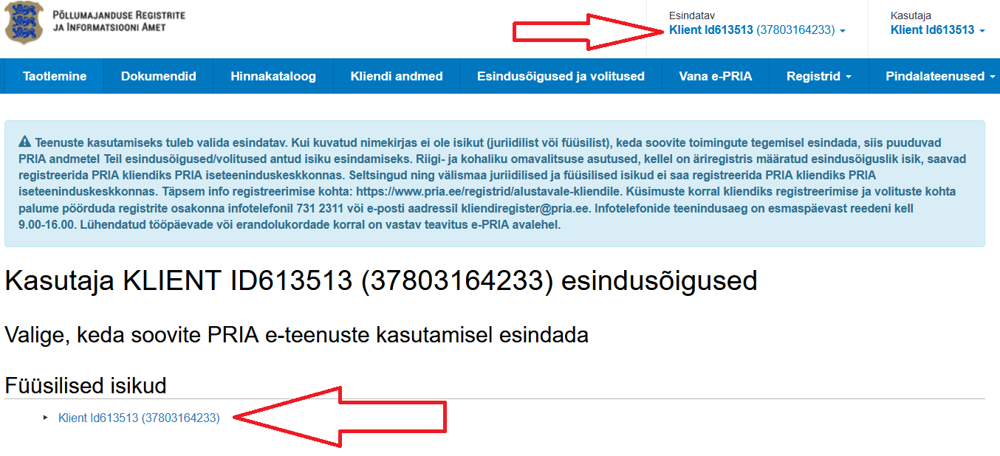 PÕLLUMAJANDUSE REGISTRITE
JA INFORMATSIOONI AMET
Esindatav
Klient Id613513 (37803164233)
Kasutaja
Klient Id613513
Taotlemine Dokumendid Hinnakataloog Kliendi andmed Esindusõigused ja volitused Vana e-PRIA Registrid Pindalateenused
Teenuste kasutamiseks tuleb valida esindatav. Kui kuvatud nimekirjas ei ole isikut (juriidilist või füüsilist), keda soovite toimingute tegemisel esindada, siis puuduvad
PRIA andmetel Teil esindusõigused/volitused antud isiku esindamiseks. Riigi- ja kohaliku omavalitsuse asutused, kellel on äriregistris määratud esindusõiguslik isik, saavad
registreerida PRIA kliendiks PRIA iseteeninduskeskkonnas. Seltsingud ning välismaa juriidilised ja füüsilised isikud ei saa registreerida PRIA kliendiks PRIA
iseteeninduskeskkonnas. Täpsem info registreerimise kohta: https://www.pria.ee/registrid/alustavale-kliendile. Küsimuste korral kliendiks registreerimise ja volituste kohta
palume pöörduda registrite osakonna infotelefonil 731 2311 või e-posti aadressil kliendiregister@pria.ee. Infotelefonide teenindusaeg on esmaspäevast reedeni kell
9.00-16.00. Lühendatud tööpäevade või erandolukordade korral on vastav teavitus e-PRIA avalehel.
Kasutaja KLIENT ID613513 (37803164233) esindusõigused
Valige, keda soovite PRIA e-teenuste kasutamisel esindada
Füüsilised isikud
Klient Id613513 (37803164233)